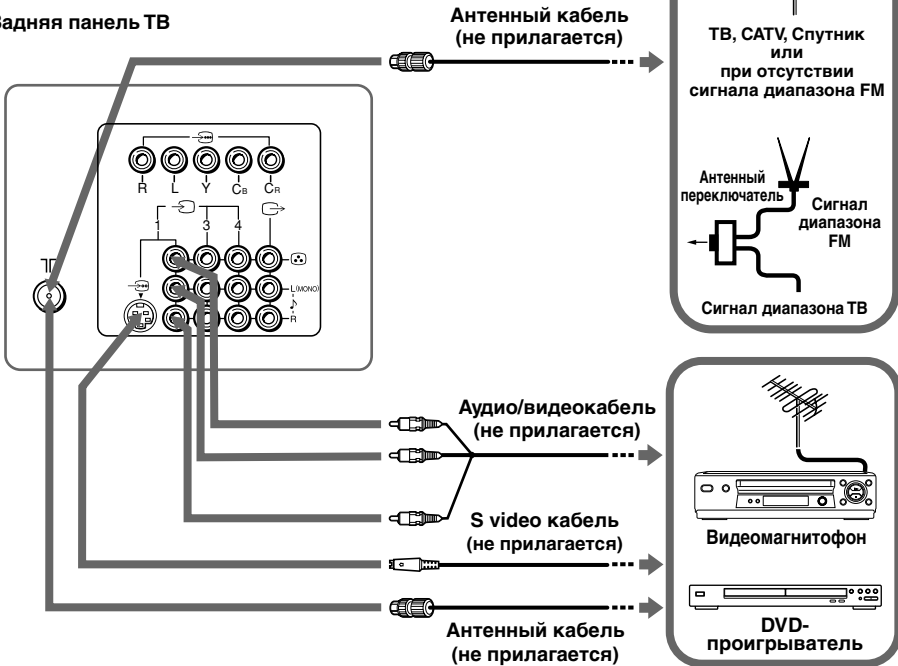 Задняя панель ТВ
Антенный кабель
(не прилагается)
ТВ, CATV, Спутник
или
при отсутствии
сигнала диапазона FM
Антенный
переключатель
Сигнал
диапазона
FM
Сигнал диапазона ТВ
R L Y CB CR
1 3 4
L(MONO)
R
Аудио/видеокабель
(не прилагается)
S video кабель
(не прилагается)
Антенный кабель
(не прилагается)
Видеомагнитофон
DVD-
проигрыватель